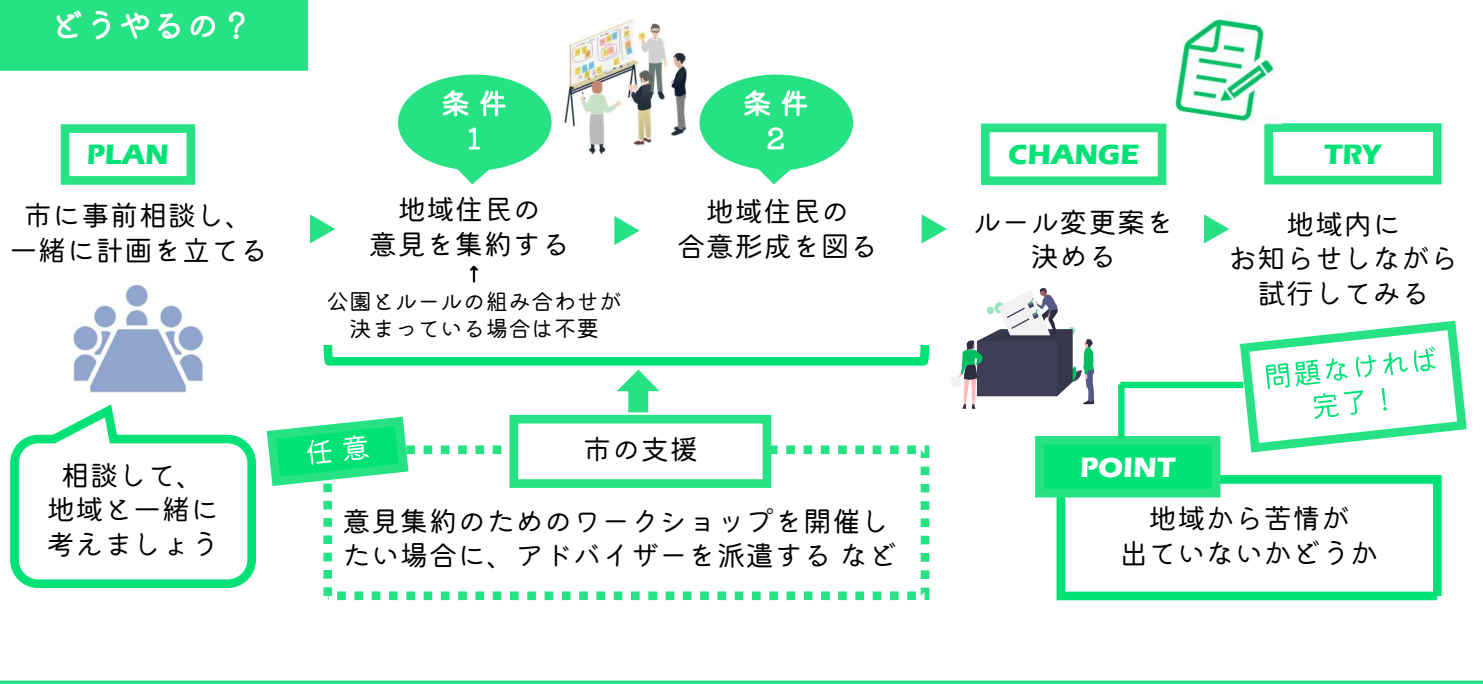 どうやるの？
PLAN
市に事前相談し、
一緒に計画を立てる
相談して、
地域と一緒に
考えましょう
条件
1
地域住民の
意見を集約する
↑
公園とルールの組み合わせが
決まっている場合は不要
条件
2
地域住民の
合意形成を図る
任意
市の支援
意見集約のためのワークショップを開催し
たい場合に、アドバイザーを派遣する など
CHANGE
ルール変更案を
決める
TRY
地域内に
お知らせしながら
試行してみる
問題なければ
完了！
POINT
地域から苦情が
出ていないかどうか